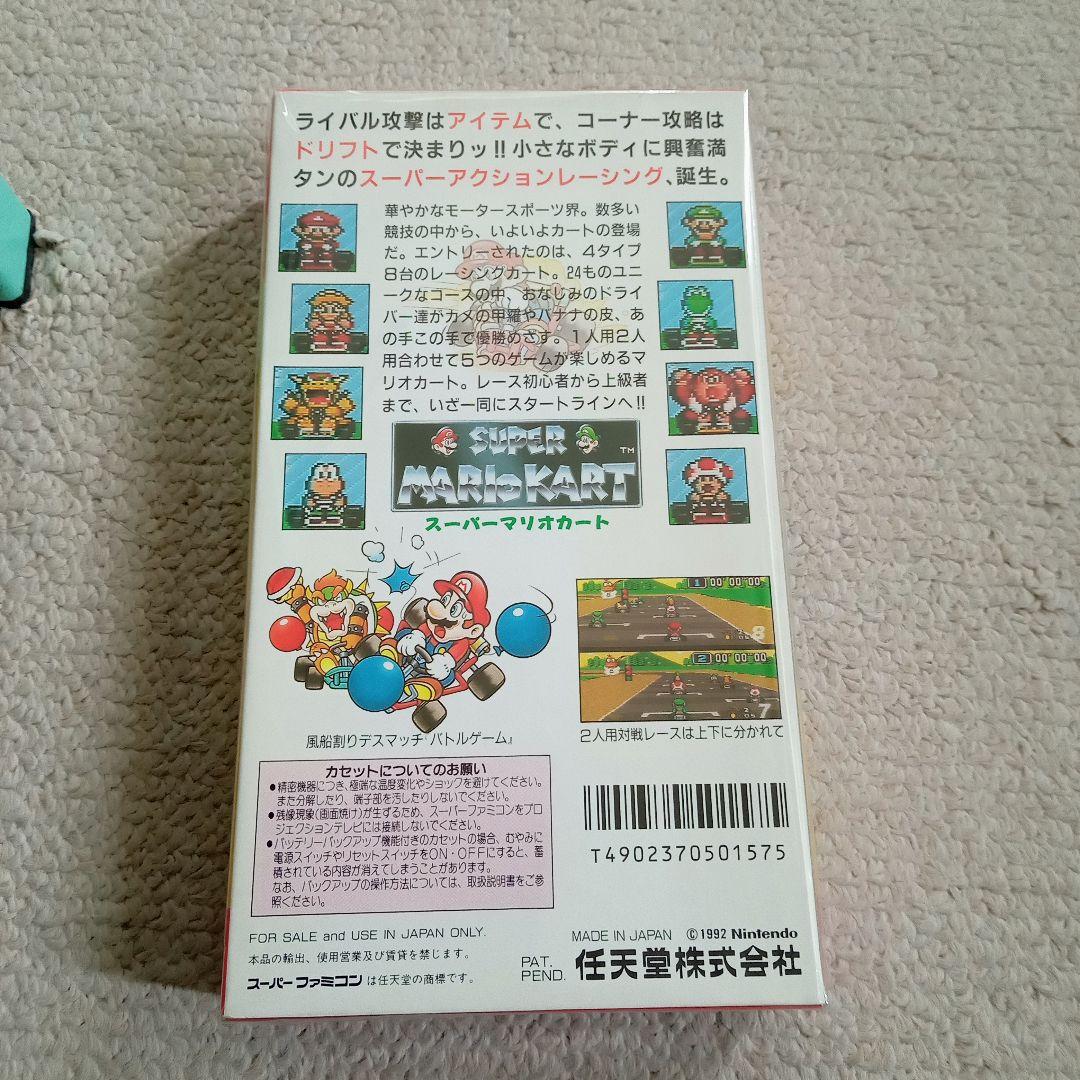 ライバル攻撃はアイテムで、コーナー攻略は
ドリフトで決まりッ!!小さなボディに興奮満
タンのスーパーアクションレーシング、誕生。
華やかなモータースポーツ界。数多い
競技の中から、いよいよカートの登場
だ。エントリーされたのは、4タイプ
8台のレーシングカート。24ものユニ
ークなコースの中 おなじみのドライ
バー達がカメの甲羅やバナナの皮、あ
の手この手で優勝めざす。1人用2人
用合わせて5つのゲームが楽しめるマ
リオカート。レース初心者から上級者
まで、いざ一同にスタートラインへ!!
SUPER
MARIO KART TM
スーパーマリオカート
1 00'00"00
8
2 00'00"00
7
風船割りデスマッチ『バトルゲーム』
2人用対戦レースは上下に分かれて
カセットについてのお願い
●精密機器につき、極端な温度変化やショックを避けてください。
また分解したり、端子部を汚したりしないでください。
●残像現象(画面焼け)が生ずるため、スーパーファミコンをプロ
ジェクションテレビには接続しないでください。
●バッテリーバックアップ機能付きのカセットの場合、むやみに
電源スイッチやリセットスイッチをON・OFFにすると、蓄
積されている内容が消えてしまうことがあります。
なお、バックアップの操作方法については、取扱説明書をご参
照ください。
T4902370501575
FOR SALE and USE IN JAPAN ONLY.
本品の輸出、使用営業及び賃貸を禁じます。
スーパーファミコンは任天堂の商標です。
MADE IN JAPAN ©1992 Nintendo
PAT.
PEND.
任天堂株式会社